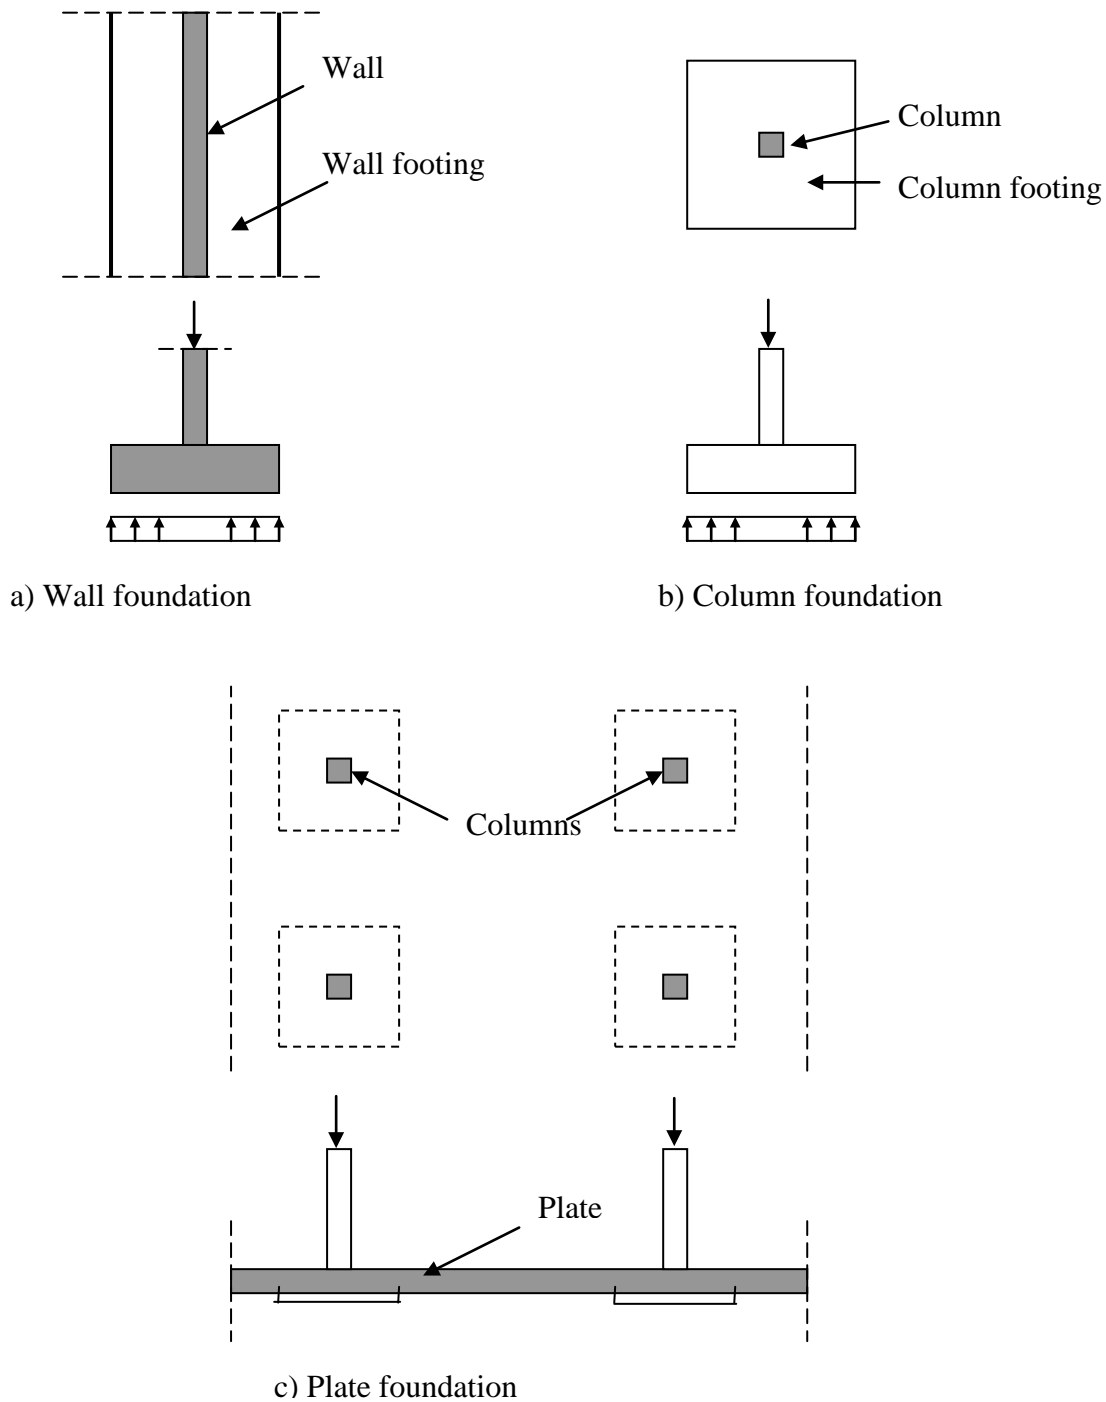 Wall
Wall footing
Column
Column footing
a) Wall foundation
b) Column foundation
Columns
Plate
c) Plate foundation